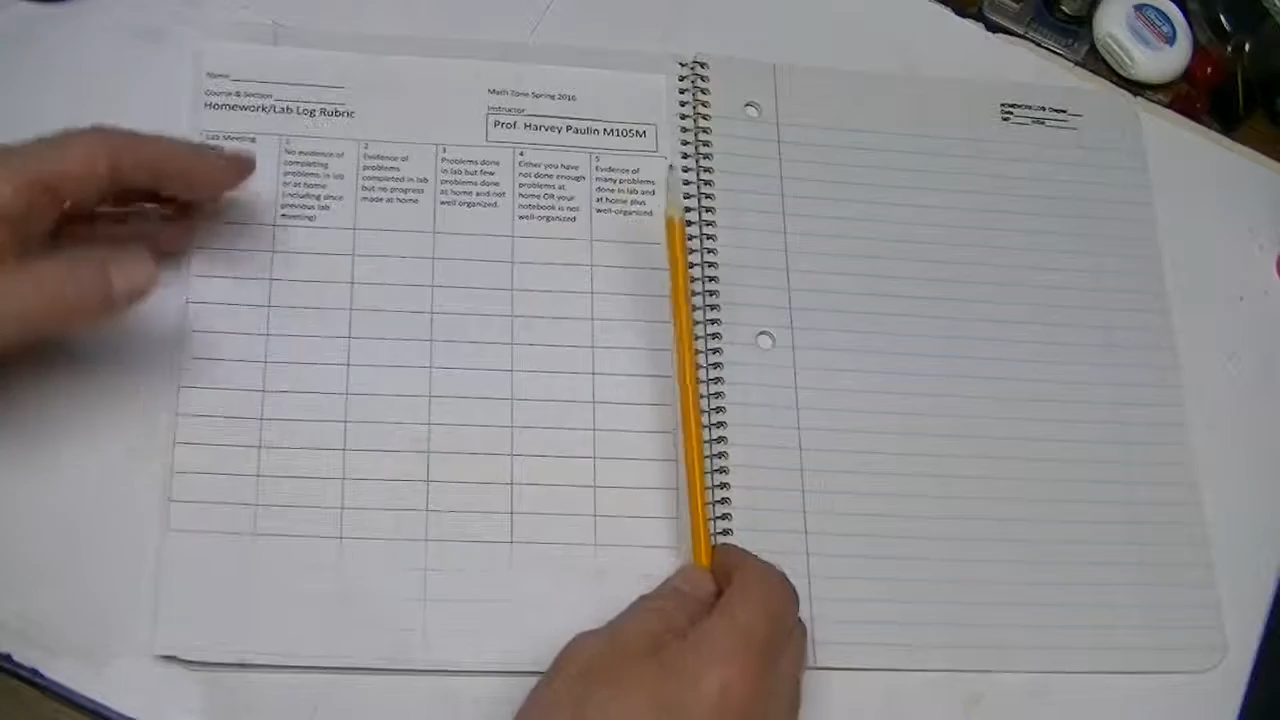 Name
Course & Section
Homework/Lab Log Rubric
Math Zone Spring 2016
Instructor
Prof. Harvey Paulin M105M
Lab Meeting
1
No evidence of
completing
problems in lab
or at home
(including since
previous lab
meeting)
2
Evidence of
problems
completed in lab
but no progress
made at home
3
Problems done
in lab but few
problems done
at home and not
well organized.
4
Either you have
not done enough
problems at
home OR your
notebook is not
well-organized
5
Evidence of
many problems
done in lab and
at home plus
well-organized